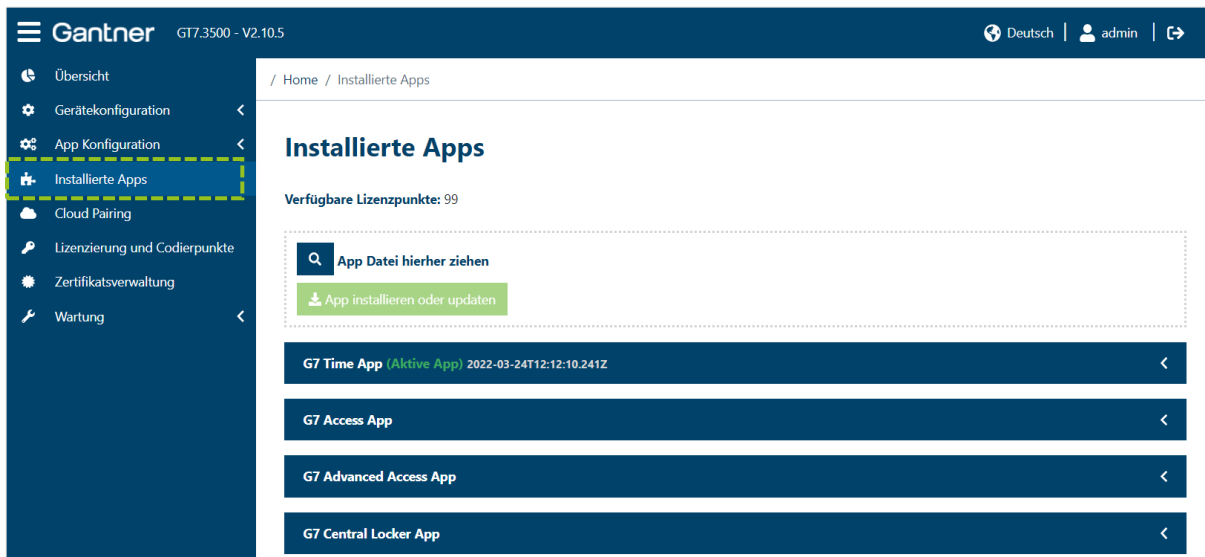 Gantner GT7.3500 - V2.10.5
Deutsch | admin |
Übersicht
Gerätekonfiguration
App Konfiguration
Installierte Apps
Cloud Pairing
Lizenzierung und Codierpunkte
Zertifikatsverwaltung
Wartung
/ Home / Installierte Apps
Installierte Apps
Verfügbare Lizenzpunkte: 99
App Datei hierher ziehen
App installieren oder updaten
G7 Time App (Aktive App) 2022-03-24T12:12:10.241Z
G7 Access App
G7 Advanced Access App
G7 Central Locker App